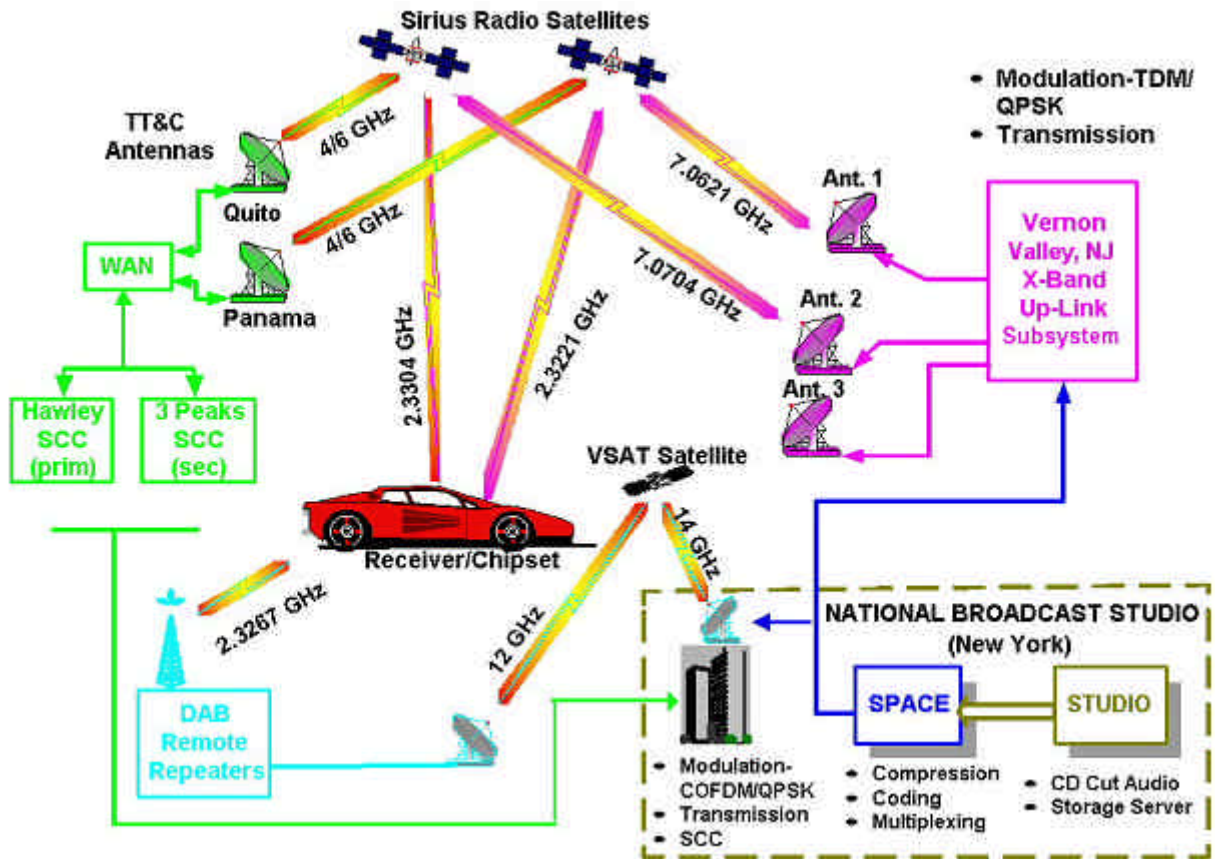 Sirius Radio Satellites
• Modulation-TDM/
QPSK
• Transmission
TT&C
Antennas
4/6 GHz
Quito
4/6 GHz
7.0621 GHz
Ant. 1
WAN
Panama
7.0704 GHz
Ant. 2
Ant. 3
Vernon
Valley, NJ
X-Band
Up-Link
Subsystem
2.3304 GHz
2.3221 GHz
Hawley
SCC
(prim)
3 Peaks
SCC
(sec)
VSAT Satellite
Receiver/Chipset
14 GHz
2.3267 GHz
12 GHz
NATIONAL BROADCAST STUDIO
(New York)
SPACE
STUDIO
DAB
Remote
Repeaters
• Modulation-
COFDM/QPSK
• Transmission
• SCC
• Compression
• Coding
• Multiplexing
• CD Cut Audio
• Storage Server